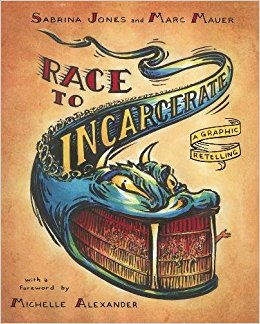 SABRINA JONES AND MARC MAUER
RACE
TO
INCARCERATE
A GRAPHIC
RETELLING
with a
foreword by
MICHELLE ALEXANDER